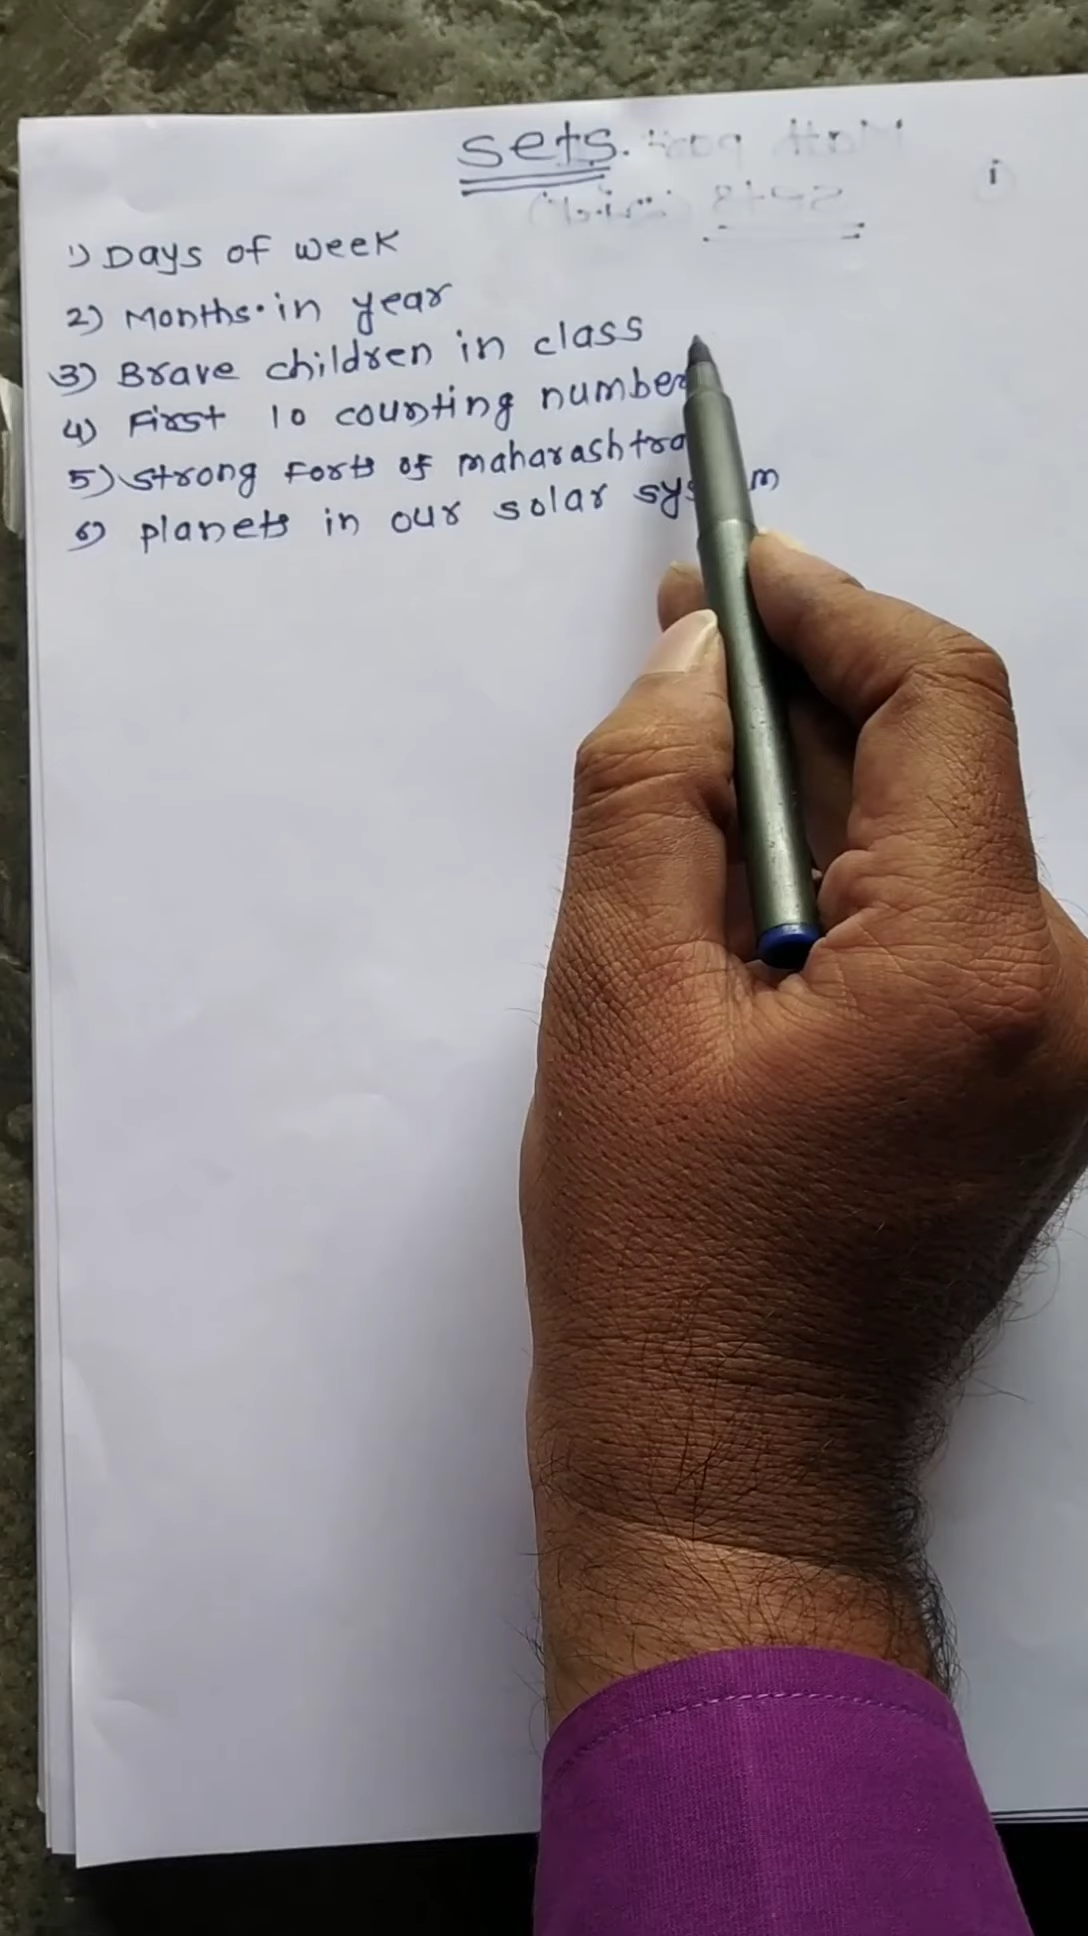 sets.
1) Days of week
2) Months in year
3) Brave children in class
4) First 10 counting number
5) strong forts of maharashtra
6) planets in our solar system